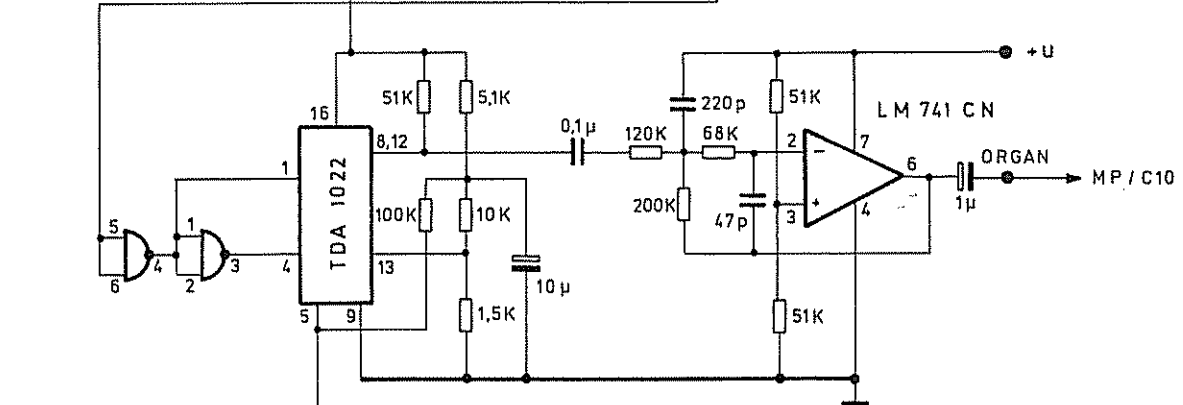 +U
16
51K
5,1K
220p
51K
LM 741 CN
8,12
0,1µ
120K
68K
2
−
7
1
TDA 1022
6
ORGAN
MP / C10
100K
10K
200K
47p
+
3
4
1µ
5
1
4
3
4
13
6
2
10µ
1,5K
51K
5
9